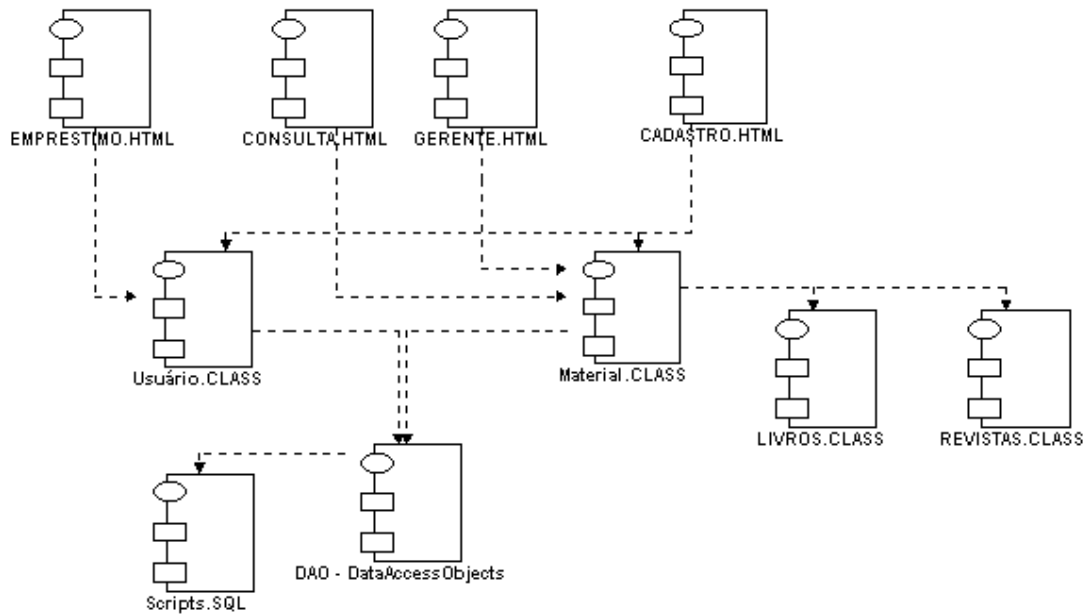 EMPRESTIMO.HTML
CONSULTA.HTML
GERENTE.HTML
CADASTRO.HTML
Usuário.CLASS
Material.CLASS
LIVROS.CLASS
REVISTAS.CLASS
DAO - DataAccessObjects
Scripts.SQL